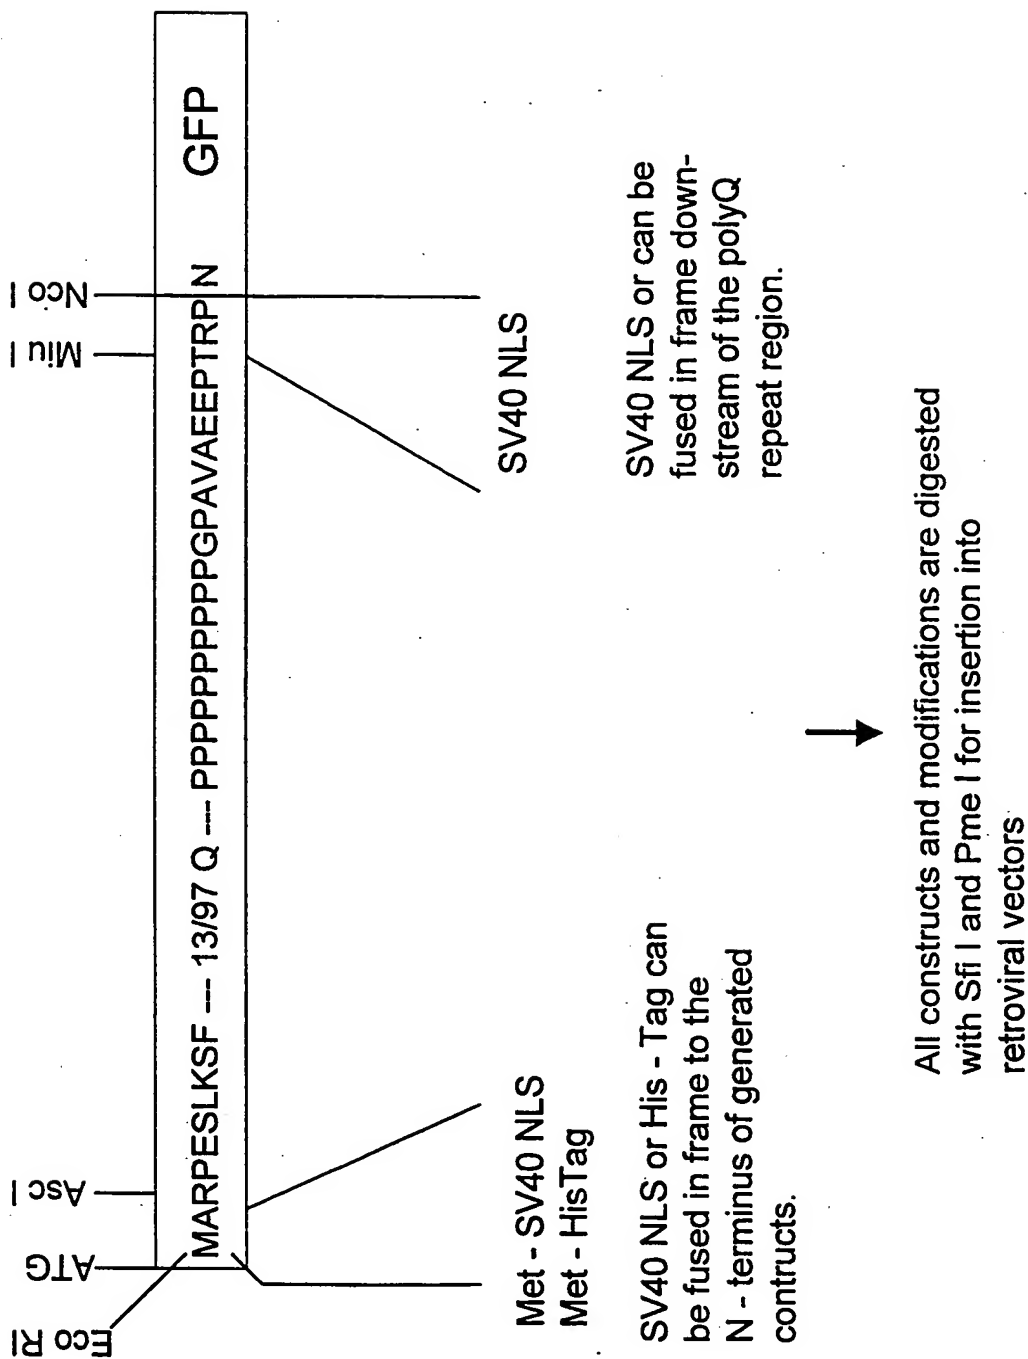 Eco RI
ATG
Asc I
Mlu I
Nco I
MARPESLKSF --- 13/97 Q --- PPPPPPPPPGPAVAEEPTRP N
GFP
Met - SV40 NLS
Met - HisTag
SV40 NLS
SV40 NLS or His - Tag can
be fused in frame to the
N - terminus of generated
contructs.
SV40 NLS or can be
fused in frame down-
stream of the polyQ
repeat region.
All constructs and modifications are digested
with Sfi I and Pme I for insertion into
retroviral vectors